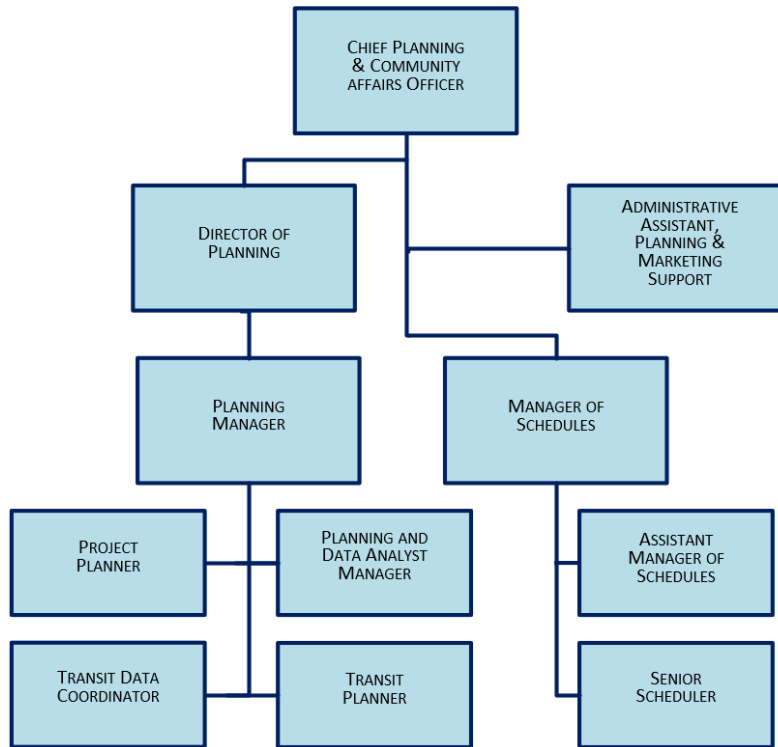 CHIEF PLANNING
& COMMUNITY
AFFAIRS OFFICER
DIRECTOR OF
PLANNING
ADMINISTRATIVE
ASSISTANT,
PLANNING &
MARKETING
SUPPORT
PLANNING
MANAGER
MANAGER OF
SCHEDULES
PROJECT
PLANNER
PLANNING AND
DATA ANALYST
MANAGER
ASSISTANT
MANAGER OF
SCHEDULES
TRANSIT DATA
COORDINATOR
TRANSIT
PLANNER
SENIOR
SCHEDULER